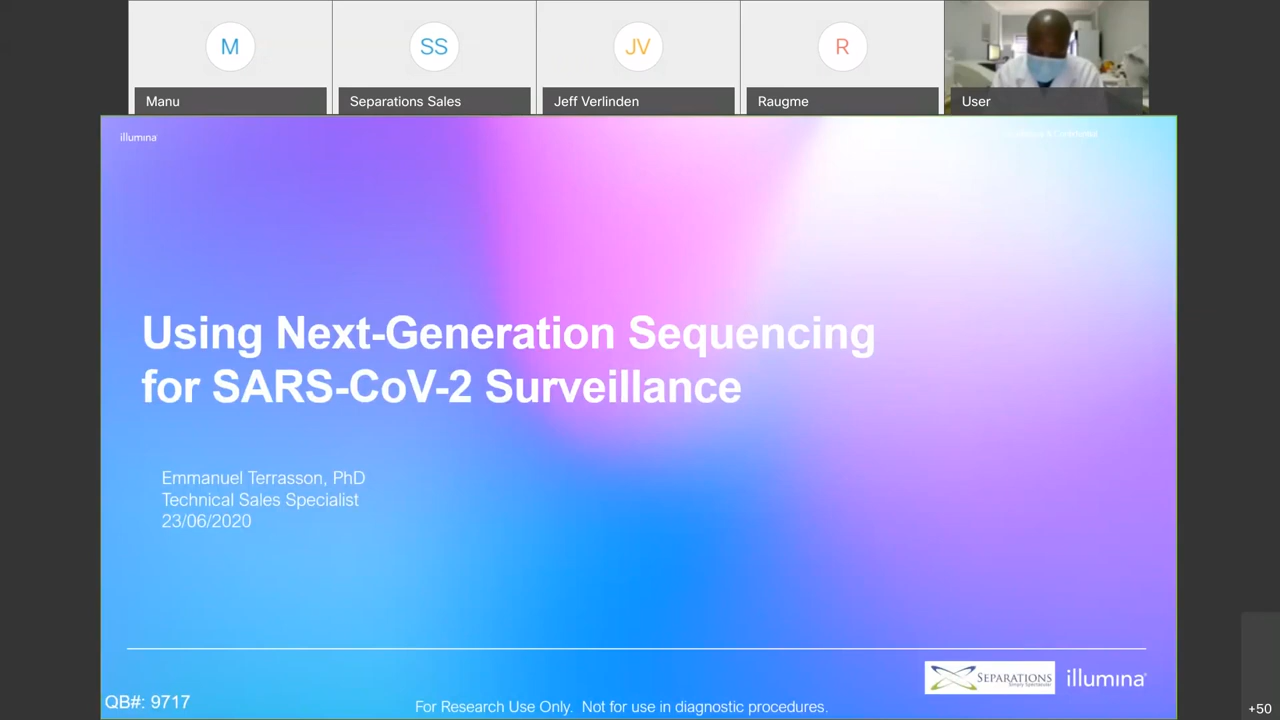 M
SS
JV
R
Manu
Separations Sales
Jeff Verlinden
Raugme
User
illumina
Using Next-Generation Sequencing
for SARS-CoV-2 Surveillance
Emmanuel Terrasson, PhD
Technical Sales Specialist
23/06/2020
SEPARATIONS
Simply Spectacular
illumina
QB#: 9717
For Research Use Only. Not for use in diagnostic procedures.
+50